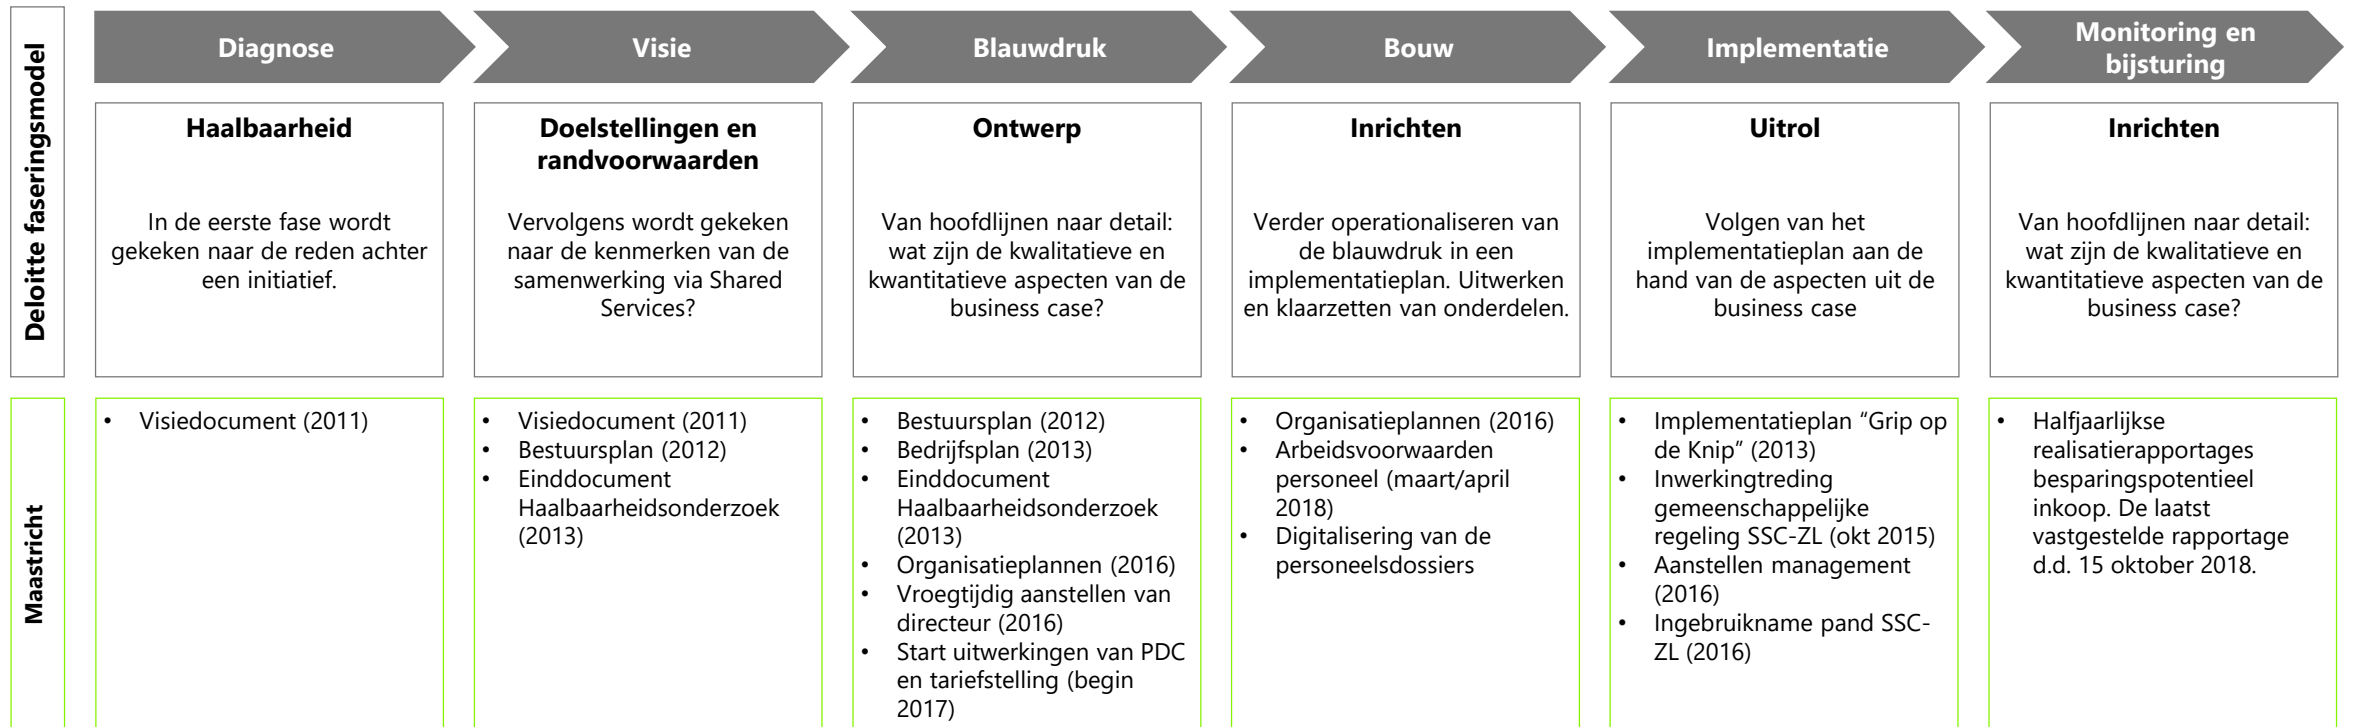 Deloitte faseringsmodel
Diagnose
Visie
Blauwdruk
Bouw
Implementatie
Monitoring en
bijsturing
Haalbaarheid
In de eerste fase wordt
gekeken naar de reden achter
een initiatief.
Doelstellingen en
randvoorwaarden
Vervolgens wordt gekeken
naar de kenmerken van de
samenwerking via Shared
Services?
Ontwerp
Van hoofdlijnen naar detail:
wat zijn de kwalitatieve en
kwantitatieve aspecten van de
business case?
Inrichten
Verder operationaliseren van
de blauwdruk in een
implementatieplan. Uitwerken
en klaarzetten van onderdelen.
Uitrol
Volgen van het
implementatieplan aan de
hand van de aspecten uit de
business case
Inrichten
Van hoofdlijnen naar detail:
wat zijn de kwalitatieve en
kwantitatieve aspecten van de
business case?
Maastricht
• Visiedocument (2011)
• Visiedocument (2011)
• Bestuursplan (2012)
• Einddocument
Haalbaarheidsonderzoek
(2013)
• Bestuursplan (2012)
• Bedrijfsplan (2013)
• Einddocument
Haalbaarheidsonderzoek
(2013)
• Organisatieplannen (2016)
• Vroegtijdig aanstellen van
directeur (2016)
• Start uitwerkingen van PDC
en tariefstelling (begin
2017)
• Organisatieplannen (2016)
• Arbeidsvoorwaarden
personeel (maart/april
2018)
• Digitalisering van de
personeelsdossiers
• Implementatieplan “Grip op
de Knip” (2013)
• Inwerkingtreding
gemeenschappelijke
regeling SSC-ZL (okt 2015)
• Aanstellen management
(2016)
• Ingebruikname pand SSC-
ZL (2016)
• Halfjaarlijkse
realisatierapportages
besparingspotentieel
inkoop. De laatst
vastgestelde rapportage
d.d. 15 oktober 2018.